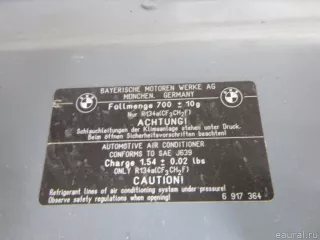 BAYERISCHE MOTOREN WERKE AG
MÜNCHEN, GERMANY
Füllmenge 700 ± 10g
Nur R134a(CF3CH2F)
ACHTUNG!
Schlauchleitungen der Klimaanlage stehen unter Druck.
Beim öffnen Sicherheitsvorschriften beachten!
AUTOMOTIVE AIR CONDITIONER
CONFORMS TO SAE J639
Charge 1.54 ± 0.02 lbs
ONLY R134a(CF3CH2F)
CAUTION!
Refrigerant lines of air conditioning system under pressure!
Observe safety regulations when opening!
6 917 364
eaural.ru